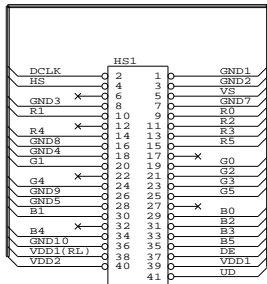 HS1
DCLK 2 1 GND1
HS 4 3 GND2
6 5 VS
GND3 8 7 GND7
R1 10 9 R0
12 11 R2
R4 14 13 R3
GND8 16 15 R5
GND4 18 17
G1 20 19 G0
22 21 G2
G4 24 23 G3
GND9 26 25 G5
GND5 28 27
B1 30 29 B0
32 31 B2
B4 34 33 B3
GND10 36 35 B5
VDD1(RL) 38 37 DE
VDD2 40 39 VDD1
41 UD